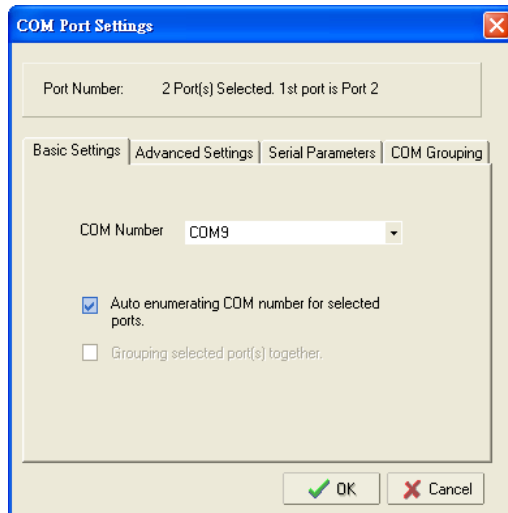 COM Port Settings
Port Number: 2 Port(s) Selected. 1st port is Port 2
Basic Settings Advanced Settings Serial Parameters COM Grouping
COM Number COM9
Auto enumerating COM number for selected
ports.
Grouping selected port(s) together.
OK Cancel